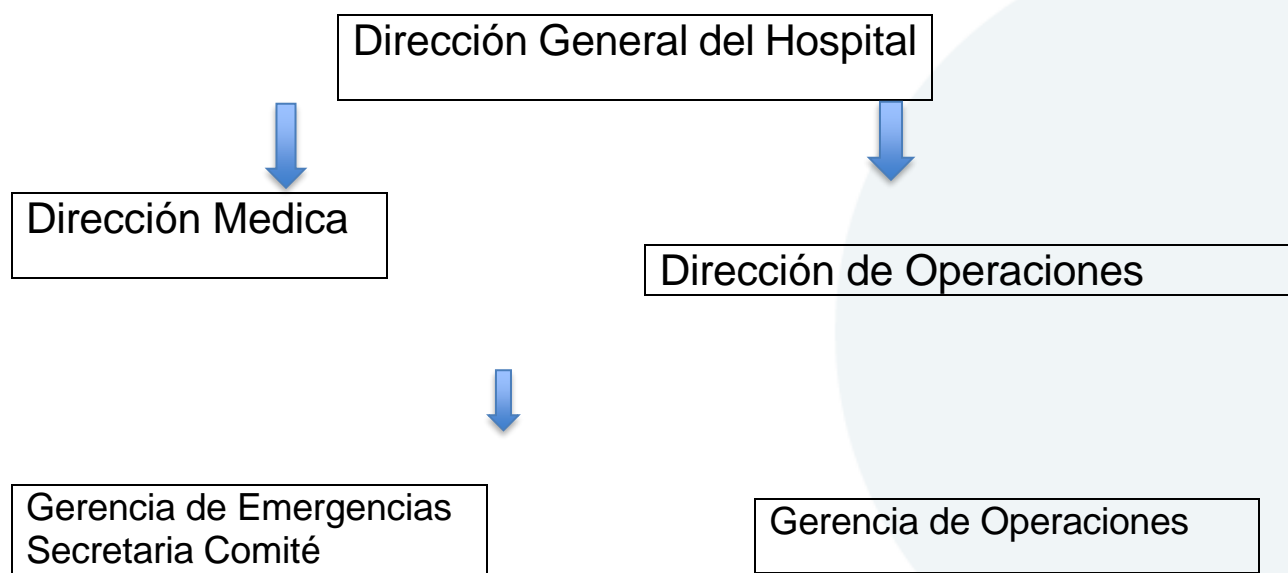 Dirección General del Hospital
Dirección Medica
Dirección de Operaciones
Gerencia de Emergencias
Secretaria Comité
Gerencia de Operaciones